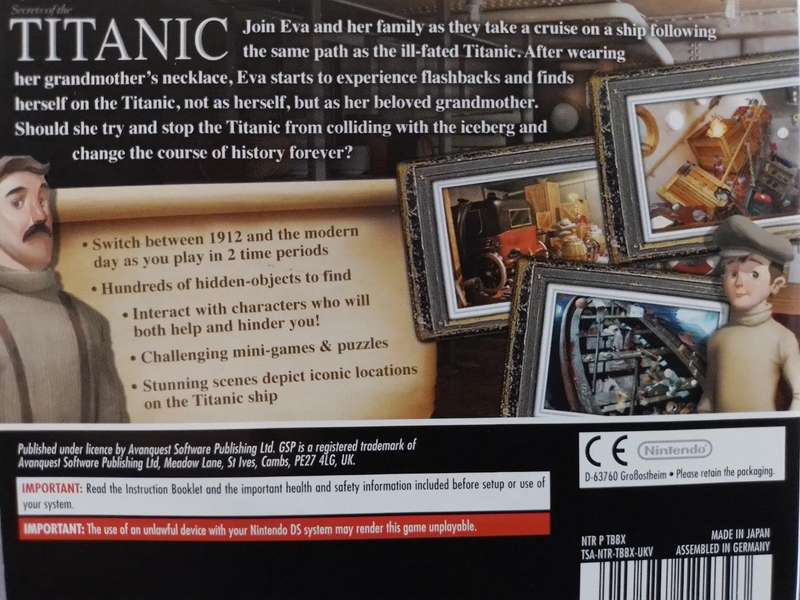 Secrets of the
TITANIC
Join Eva and her family as they take a cruise on a ship following
the same path as the ill-fated Titanic. After wearing
her grandmother's necklace, Eva starts to experience flashbacks and finds
herself on the Titanic, not as herself, but as her beloved grandmother.
Should she try and stop the Titanic from colliding with the iceberg and
change the course of history forever?
• Switch between 1912 and the modern
day as you play in 2 time periods
• Hundreds of hidden-objects to find
• Interact with characters who will
both help and hinder you!
• Challenging mini-games & puzzles
• Stunning scenes depict iconic locations
on the Titanic ship
Published under licence by Avanquest Software Publishing Ltd. GSP is a registered trademark of
Avanquest Software Publishing Ltd, Meadow Lane, St Ives, Cambs, PE27 4LG, UK.
IMPORTANT: Read the Instruction Booklet and the important health and safety information included before setup or use of
your system.
IMPORTANT: The use of an unlawful device with your Nintendo DS system may render this game unplayable.
CE Nintendo
D-63760 Großostheim • Please retain the packaging.
NTR P TBBX
TSA-NTR-TBBX-UKV
MADE IN JAPAN
ASSEMBLED IN GERMANY